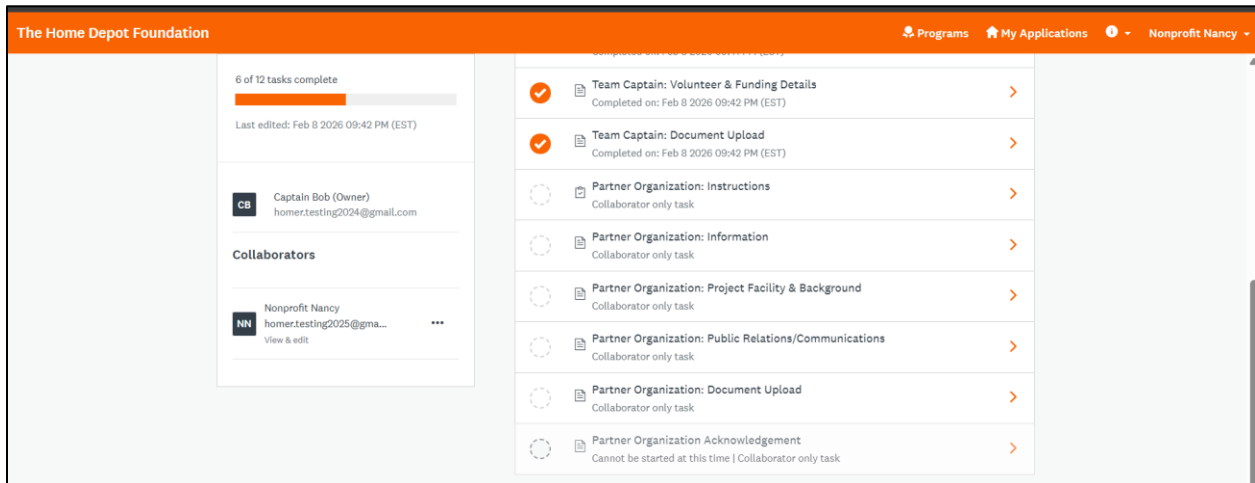 The Home Depot Foundation
Programs
My Applications
Nonprofit Nancy
6 of 12 tasks complete
Last edited: Feb 8 2026 09:42 PM (EST)
CB
Captain Bob (Owner)
homer.testing2024@gmail.com
Collaborators
NN
Nonprofit Nancy
homer.testing2025@gma...
View & edit
Team Captain: Volunteer & Funding Details
Completed on: Feb 8 2026 09:42 PM (EST)
Team Captain: Document Upload
Completed on: Feb 8 2026 09:42 PM (EST)
Partner Organization: Instructions
Collaborator only task
Partner Organization: Information
Collaborator only task
Partner Organization: Project Facility & Background
Collaborator only task
Partner Organization: Public Relations/Communications
Collaborator only task
Partner Organization: Document Upload
Collaborator only task
Partner Organization Acknowledgement
Cannot be started at this time | Collaborator only task